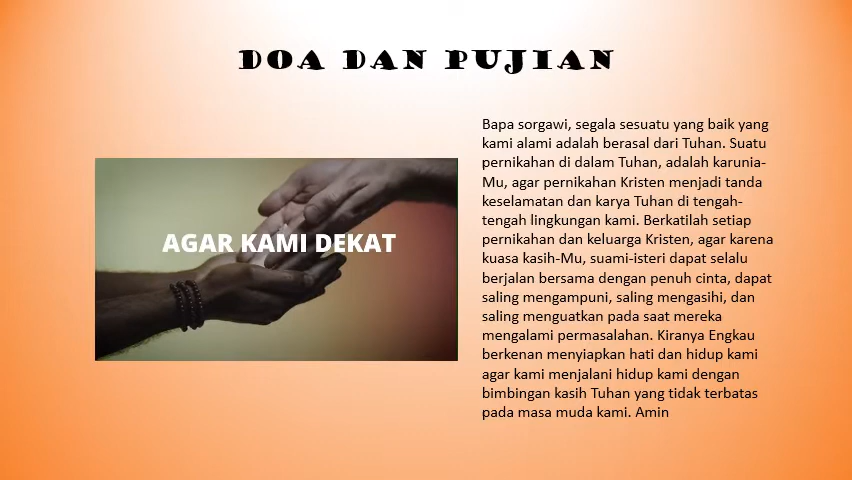 DOA DAN PUJIAN
AGAR KAMI DEKAT
Bapa sorgawi, segala sesuatu yang baik yang
kami alami adalah berasal dari Tuhan. Suatu
pernikahan di dalam Tuhan, adalah karunia-
Mu, agar pernikahan Kristen menjadi tanda
keselamatan dan karya Tuhan di tengah-
tengah lingkungan kami. Berkatilah setiap
pernikahan dan keluarga Kristen, agar karena
kuasa kasih-Mu, suami-isteri dapat selalu
berjalan bersama dengan penuh cinta, dapat
saling mengampuni, saling mengasihi, dan
saling menguatkan pada saat mereka
mengalami permasalahan. Kiranya Engkau
berkenan menyiapkan hati dan hidup kami
agar kami menjalani hidup kami dengan
bimbingan kasih Tuhan yang tidak terbatas
pada masa muda kami. Amin